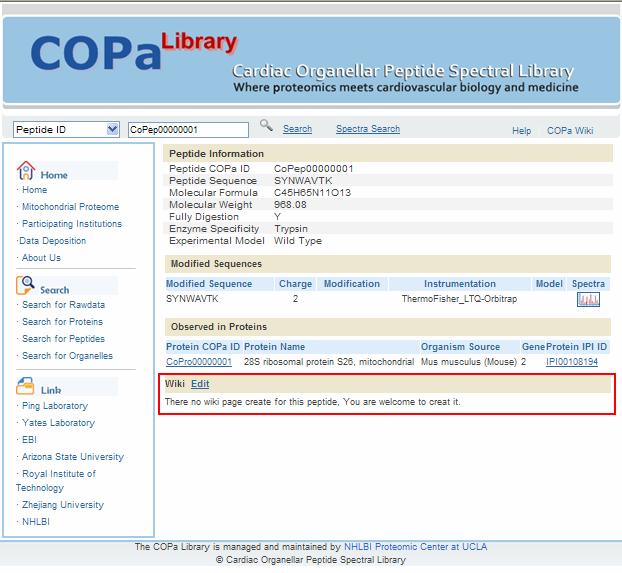 COPa Library
Cardiac Organellar Peptide Spectral Library
Where proteomics meets cardiovascular biology and medicine
Peptide ID CoPep00000001 Search Spectra Search Help COPa Wiki
Home
· Home
· Mitochondrial Proteome
· Participating Institutions
·Data Deposition
· About Us
Search
· Search for Rawdata
· Search for Proteins
· Search for Peptides
· Search for Organelles
Link
· Ping Laboratory
· Yates Laboratory
· EBI
· Arizona State University
· Royal Institute of
Technology
· Zhejiang University
· NHLBI
Peptide Information
Peptide COPa ID CoPep00000001
Peptide Sequence SYNWAVTK
Molecular Formula C45H65N11O13
Molecular Weight 968.08
Fully Digestion Y
Enzyme Specificity Trypsin
Experimental Model Wild Type
Modified Sequences
Modified Sequence Charge Modification Instrumentation Model Spectra
SYNWAVTK 2 ThermoFisher_LTQ-Orbitrap
Observed in Proteins
Protein COPa ID Protein Name Organism Source Gene Protein IPI ID
CoPro00000001 28S ribosomal protein S26, mitochondrial Mus musculus (Mouse) 2 IPI00108194
Wiki Edit
There no wiki page create for this peptide, You are welcome to creat it.
The COPa Library is managed and maintained by NHLBI Proteomic Center at UCLA
© Cardiac Organellar Peptide Spectral Library